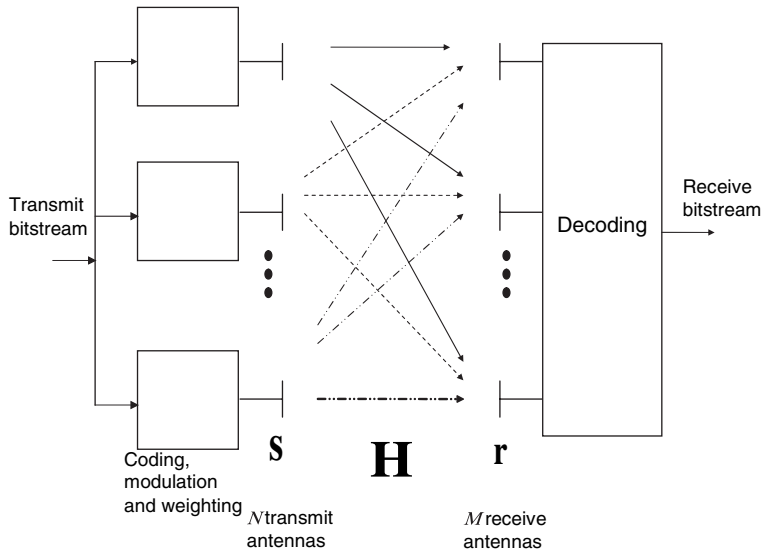 Transmit
bitstream
Decoding
Receive
bitstream
Coding,
modulation
and weighting
s
H
r
N transmit
antennas
M receive
antennas